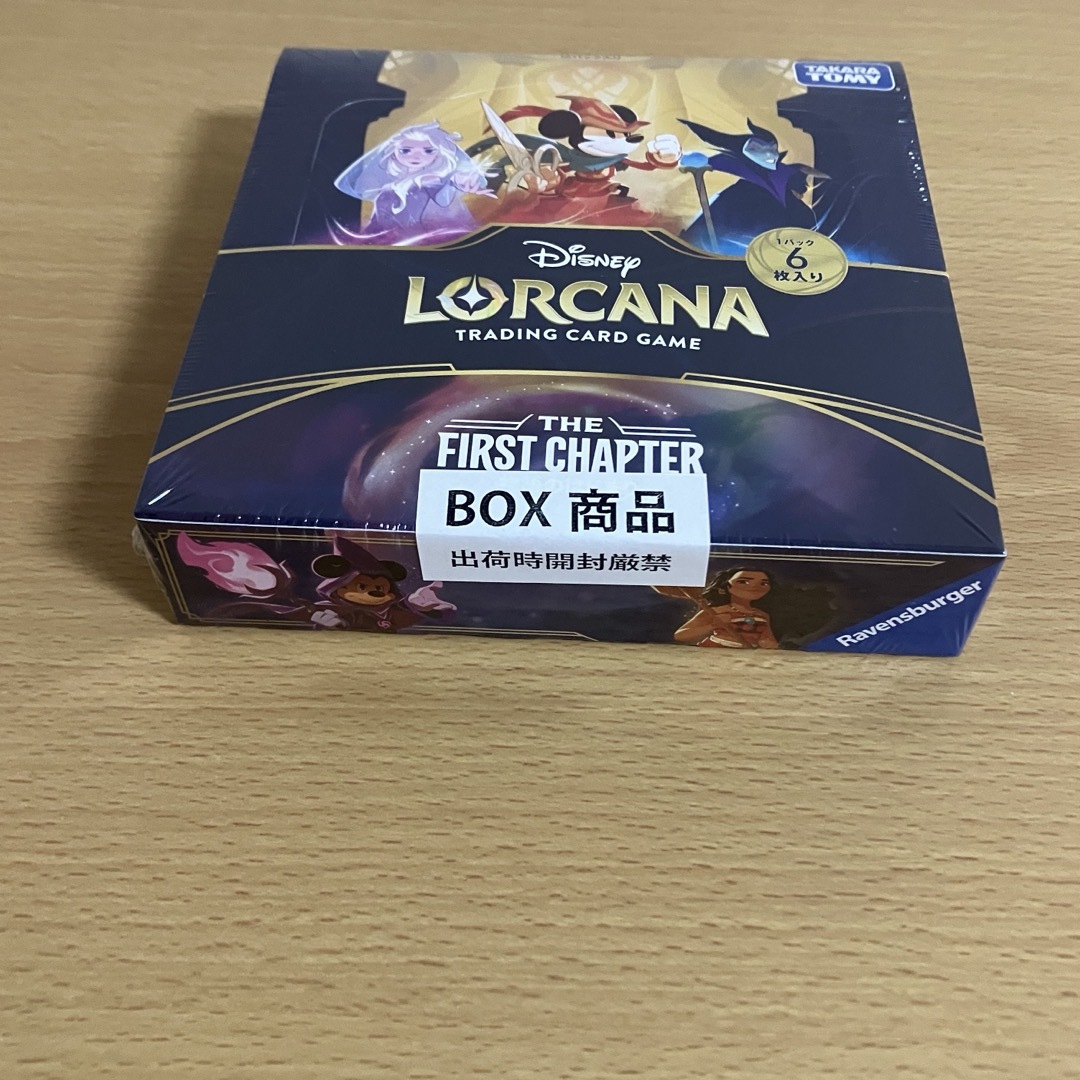 TAKARA
TOMY
Disney
LORCANA
TRADING CARD GAME
1パック
6
枚入り
THE
FIRST CHAPTER
BOX 商品
出荷時開封厳禁
Ravensburger